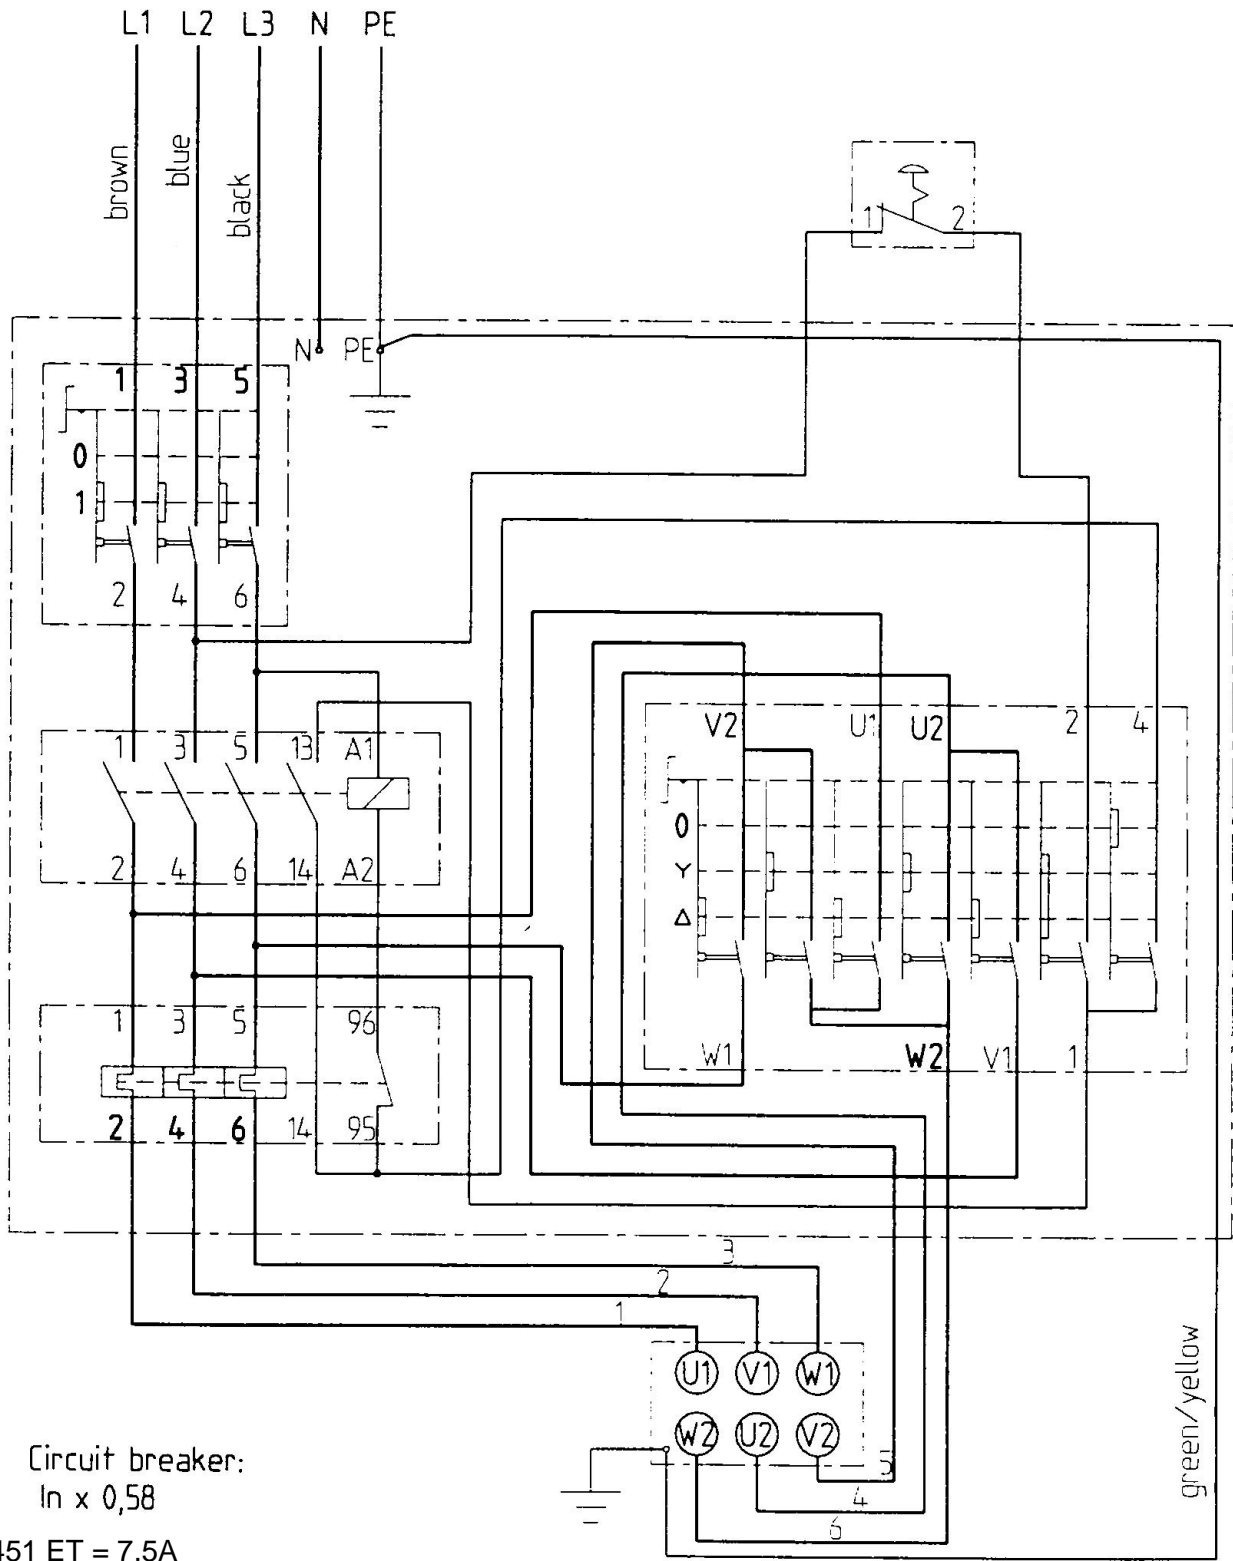 L1 L2 L3 N PE
brown
blue
black
1 2
N PE
1 3 5
0
1
2 4 6
V2 U1 U2 2 4
1 3 5 13 A1
0
Y
Δ
2 4 6 14 A2
1 3 5 96
W1 W2 V1 1
2 4 6 14 95
3
2
1
U1 V1 W1
W2 U2 V2
5
4
6
green/yellow
Circuit breaker:
In x 0,58
451 ET = 7.5A